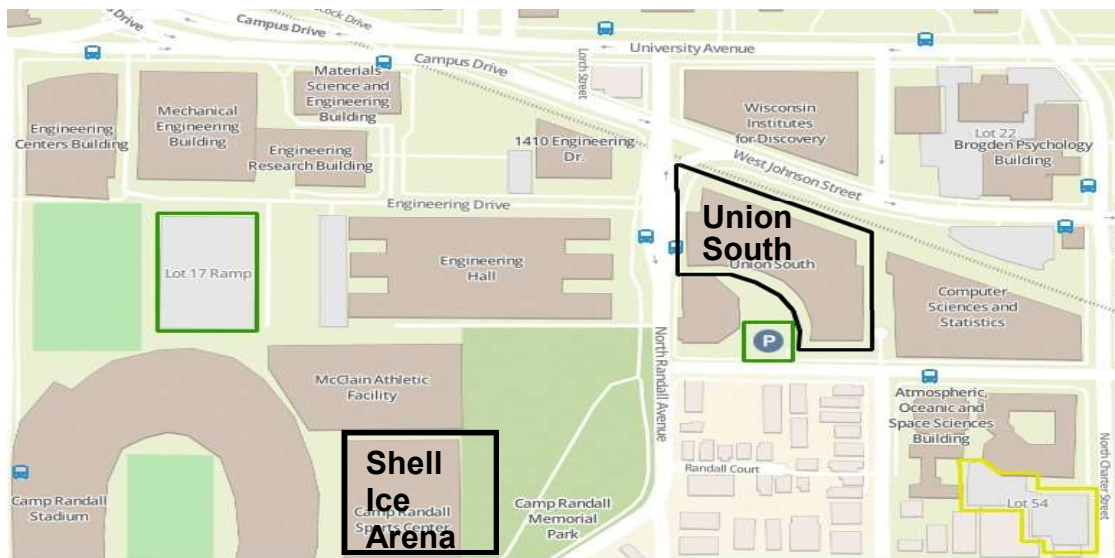 cock Drive
Drive
Campus Drive
University Avenue
Campus Drive
Lorch Street
Materials
Science and
Engineering
Building
Mechanical
Engineering
Building
Engineering
Centers Building
Engineering
Research Building
1410 Engineering
Dr.
Wisconsin
Institutes
for Discovery
Lot 22
Brogden Psychology
Building
West Johnson Street
Engineering Drive
Union
South
Union South
Lot 17 Ramp
Engineering
Hall
Computer
Sciences and
Statistics
P
North Randall Avenue
McClain Athletic
Facility
Atmospheric,
Oceanic and
Space Sciences
Building
North Charter Street
Shell
Ice
Arena
Randall Court
Camp Randall
Stadium
Camp Randall
Sports Center
Camp Randall
Memorial
Park
Lot 54